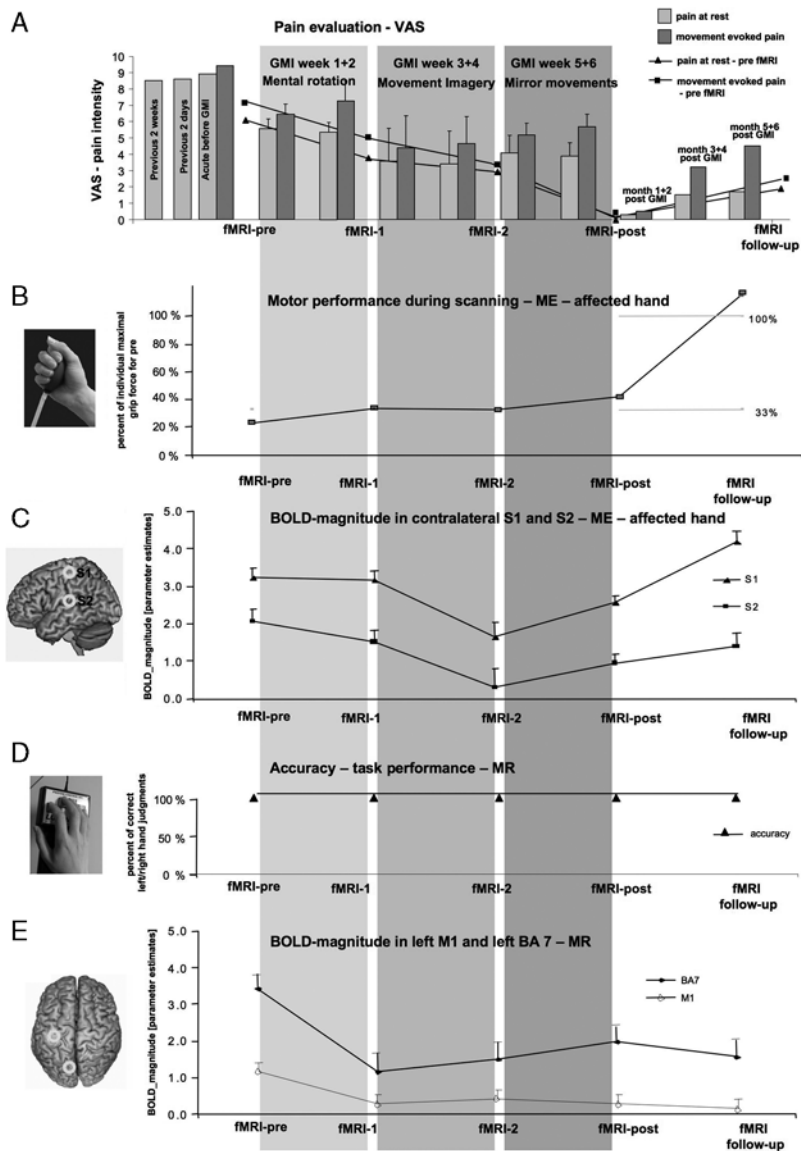 A
Pain evaluation - VAS
pain at rest
movement evoked pain
pain at rest - pre fMRI
movement evoked pain
- pre fMRI
GMI week 1+2
Mental rotation
GMI week 3+4
Movement Imagery
GMI week 5+6
Mirror movements
VAS - pain intensity
10
9
8
7
6
5
4
3
2
1
0
Previous 2 weeks
Previous 2 days
Acute before GMI
month 1+2
post GMI
month 3+4
post GMI
month 5+6
post GMI
fMRI-pre
fMRI-1
fMRI-2
fMRI-post
fMRI
follow-up
B
Motor performance during scanning – ME – affected hand
percent of individual maximal
grip force for pre
100 %
80 %
60 %
40 %
20 %
0 %
100%
33%
fMRI-pre
fMRI-1
fMRI-2
fMRI-post
fMRI
follow-up
C
BOLD-magnitude in contralateral S1 and S2 – ME – affected hand
S1
S2
BOLD_magnitude [parameter estimates]
5.0
4.0
3.0
2.0
1.0
0.0
S1
S2
fMRI-pre
fMRI-1
fMRI-2
fMRI-post
fMRI
follow-up
D
Accuracy – task performance – MR
percent of correct
left/right hand judgments
100 %
50 %
0 %
accuracy
fMRI-pre
fMRI-1
fMRI-2
fMRI-post
fMRI
follow-up
E
BOLD-magnitude in left M1 and left BA 7 – MR
BOLD_magnitude [parameter estimates]
5.0
4.0
3.0
2.0
1.0
0.0
BA7
M1
fMRI-pre
fMRI-1
fMRI-2
fMRI-post
fMRI
follow-up